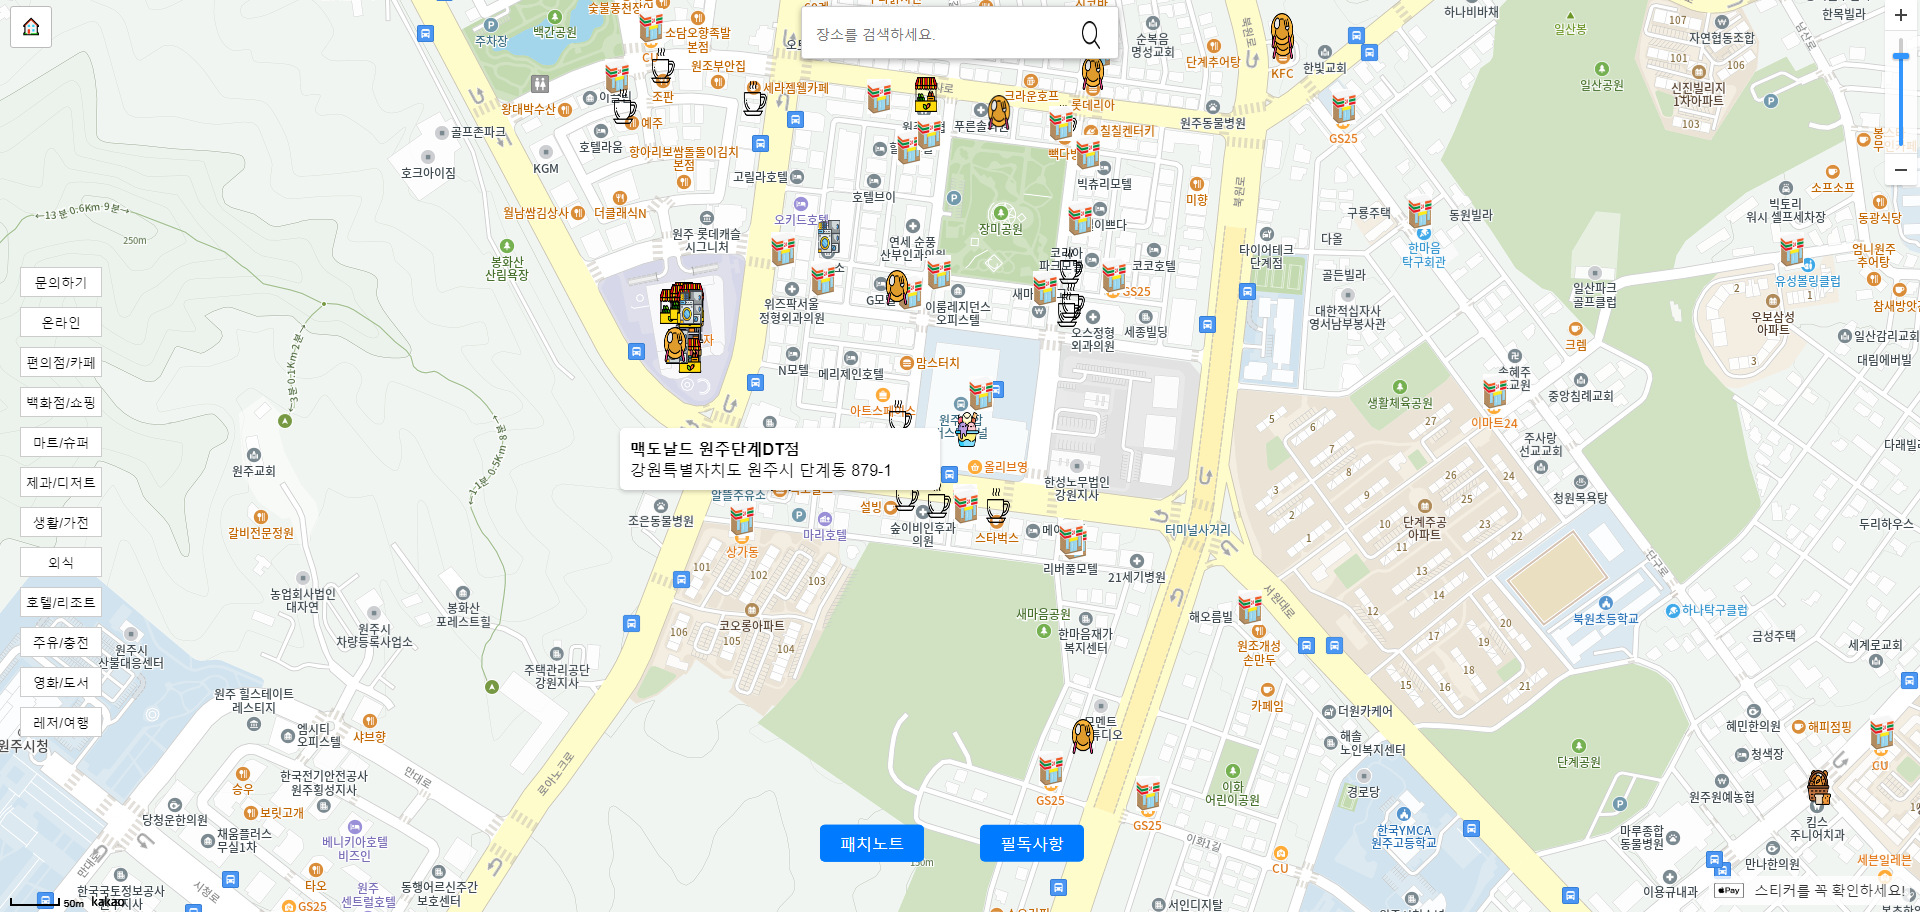 장소를 검색하세요.
숯불풍천장어
백간공원
주차장
소담오향족발
본점
CU
원조부안집
조판
세라젬웰카페
왕대박수산
예주
골프존파크
호텔라움
항아리보쌈돌돌이김치
본점
KGM
호크아이짐
고릴라호텔
월남쌈김상사
더클래식N
원주 롯데캐슬
시그니처
오키드호텔
호텔브이
크라운호프
롯데리아
칠칠켄터키
빽다방
빅츄리모텔
장미공원
연세 순풍
산부인과의원
순복음
명성교회
단계추어탕
KFC
한빛교회
원주동물병원
GS25
미향
구룡주택
동원빌라
한마음
탁구회관
다올
타이어테크
단계점
골든빌라
대한적십자사
영서남부봉사관
코코호텔
GS25
세종빌딩
오스정형
외과의원
이룸레지던스
오피스텔
위즈팍서울
정형외과의원
G모텔
N모텔
메리제인호텔
맘스터치
봉화산
산림욕장
←13분 0.6Km·9분→
250m
문의하기
온라인
편의점/카페
백화점/쇼핑
마트/슈퍼
제과/디저트
생활/가전
외식
호텔/리조트
주유/충전
영화/도서
레저/여행
맥도날드 원주단계DT점
강원특별자치도 원주시 단계동 879-1
알뜰주유소
올리브영
한성노무법인
강원지사
조은동물병원
상가동
마리호텔
설빙
숲이비인후과
의원
스타벅스
리버풀모텔
21세기병원
터미널사거리
원주교회
갈비전문정원
농업회사법인
대자연
원주시
차량등록사업소
봉화산
포레스트힐
원주시
산불대응센터
주택관리공단
강원지사
101
102
103
106
코오롱아파트
105
104
새마음공원
한마음재가
복지센터
해오름빌
원조개성
손만두
카페임
더원카케어
해솔
노인복지센터
경로당
이화
어린이공원
GS25
GS25
이화1길
CU
한국YMCA
원주고등학교
서원대로
북원로
일산봉
일산공원
하나비바채
한목빌라
107
자연협동조합
101
106
신진빌리지
1차아파트
103
소프소프
빅토리
워시 셀프세차장
동광식당
언니원주
추어탕
유성볼링클럽
참새방앗간
일산파크
골프클럽
우보삼성
아파트
일산감리교회
대림에버빌
크렘
생활체육공원
이마트24
중앙침례교회
주사랑
선교교회
청원목욕탕
단계주공
아파트
북원초등학교
하나탁구클럽
단구로
두리하우스
금성주택
세계로교회
혜민한의원
해피점핑
청색장
CU
단계공원
원주원예농협
킴스
주니어치과
마루종합
동물병원
만나한의원
세븐일레븐
이용규내과
원주 힐스테이트
레스티지
엠시티
오피스텔
샤브향
원주시청
한국전기안전공사
원주횡성지사
승우
보릿고개
당청운한의원
채움플러스
무실1차
베니키아호텔
비즈인
만대로
타오
동행어르신주간
보호센터
원주
센트럴호텔
한국국토정보공사
시청로
GS25
서인디지탈
패치노트
필독사항
50m kakao
Pay 스티커를 꼭 확인하세요!